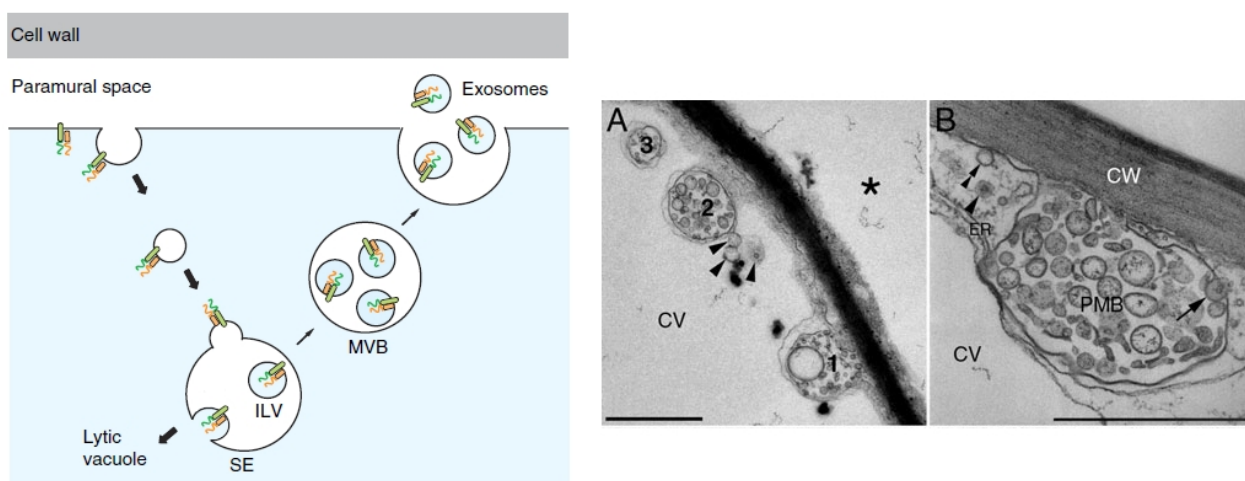 Cell wall
Paramural space
Exosomes
MVB
ILV
Lytic
vacuole
SE
A
3
2
*
CV
1
B
CW
ER
PMB
CV